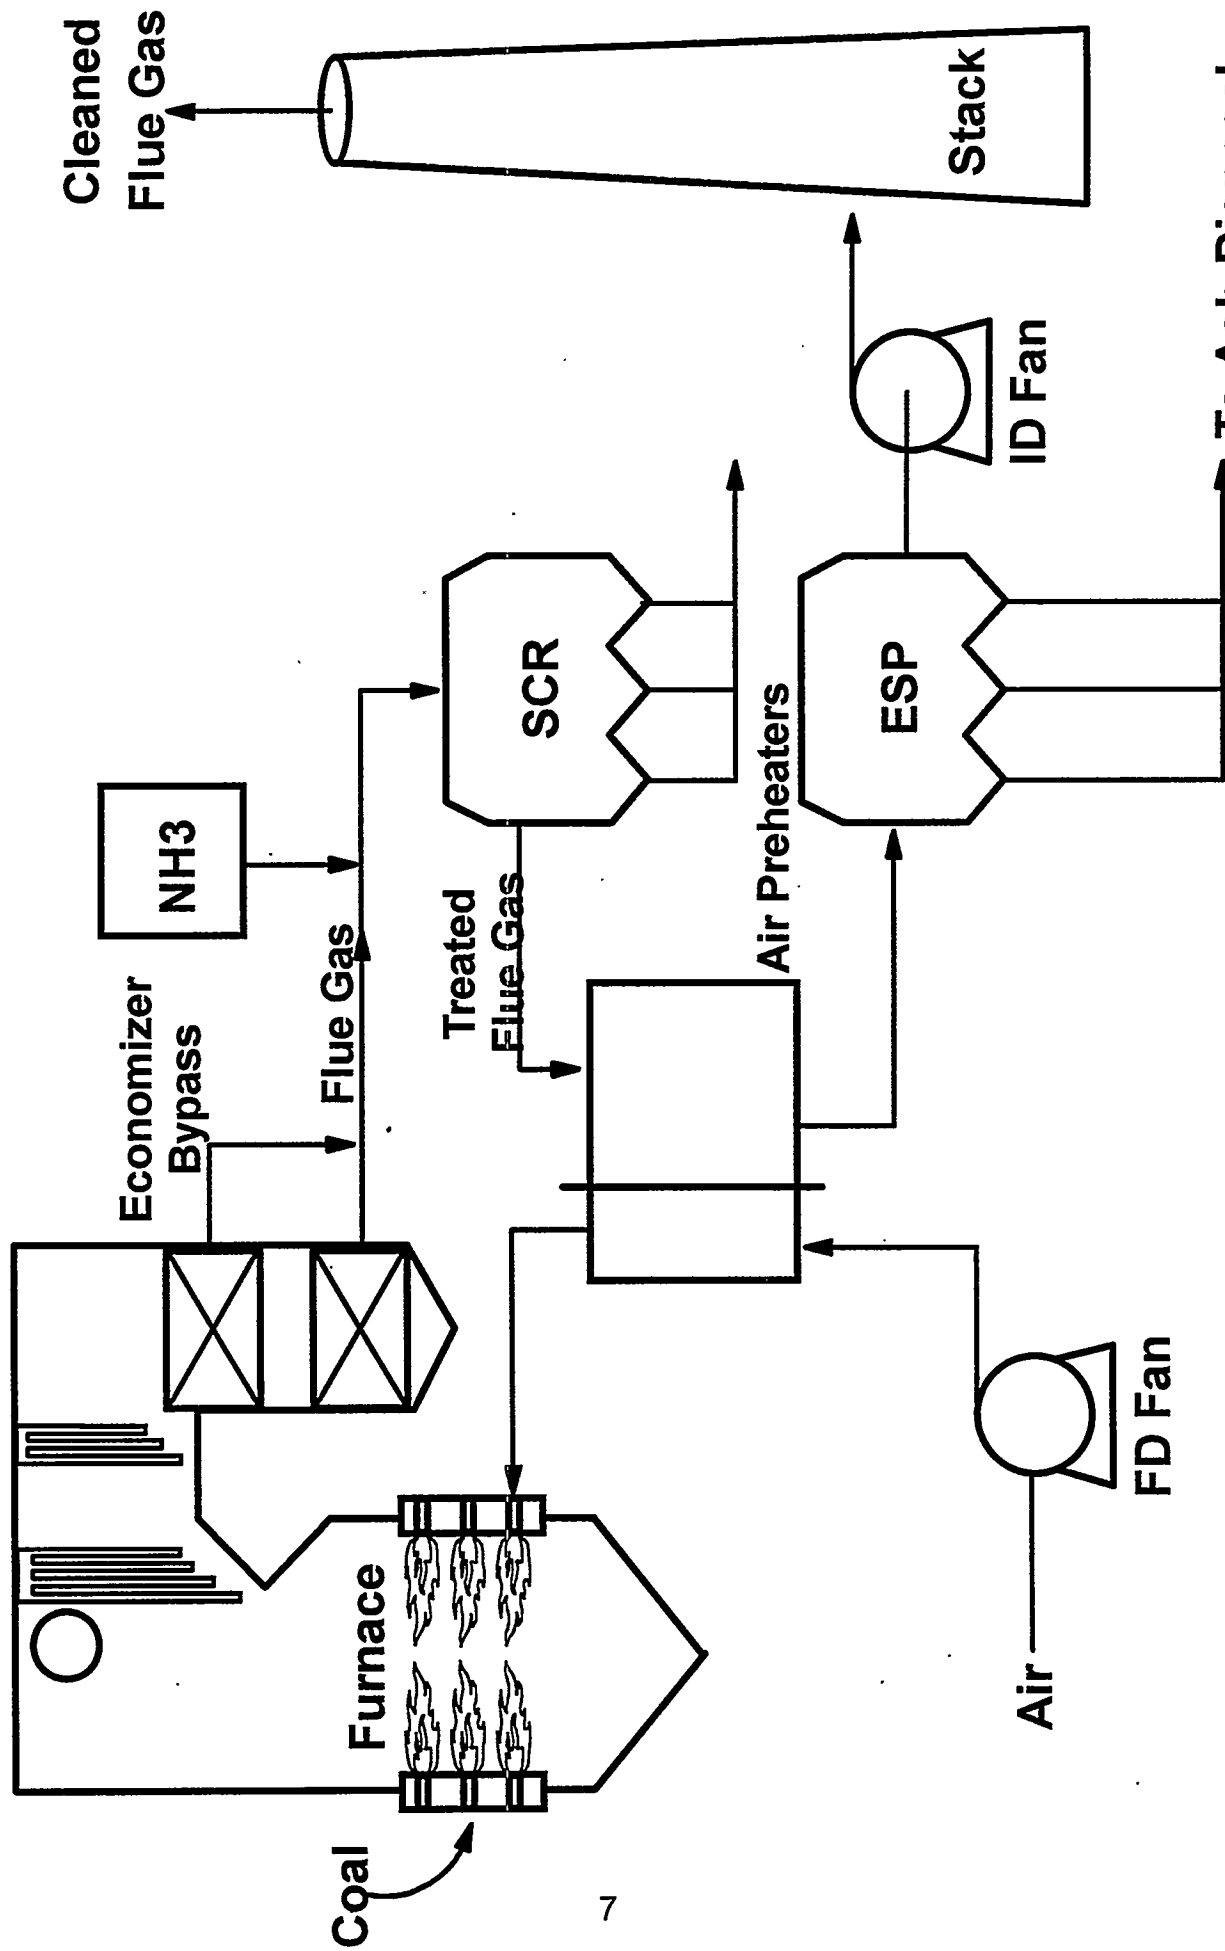 Cleaned
Flue Gas
Economizer
Bypass
NH3
Flue Gas
Coal
Furnace
Treated
Flue Gas
SCR
Air Preheaters
ESP
Stack
ID Fan
Air
FD Fan
7